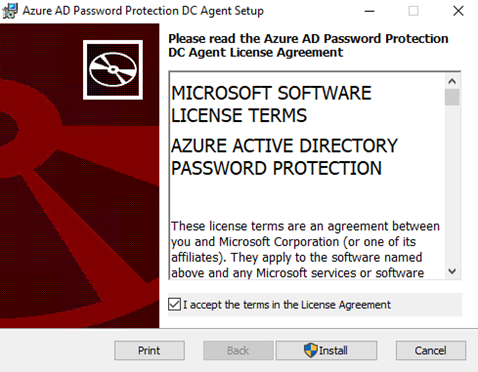 Azure AD Password Protection DC Agent Setup
Please read the Azure AD Password Protection
DC Agent License Agreement
MICROSOFT SOFTWARE
LICENSE TERMS
AZURE ACTIVE DIRECTORY
PASSWORD PROTECTION
These license terms are an agreement between
you and Microsoft Corporation (or one of its
affiliates). They apply to the software named
above and any Microsoft services or software
I accept the terms in the License Agreement
Print
Back
Install
Cancel